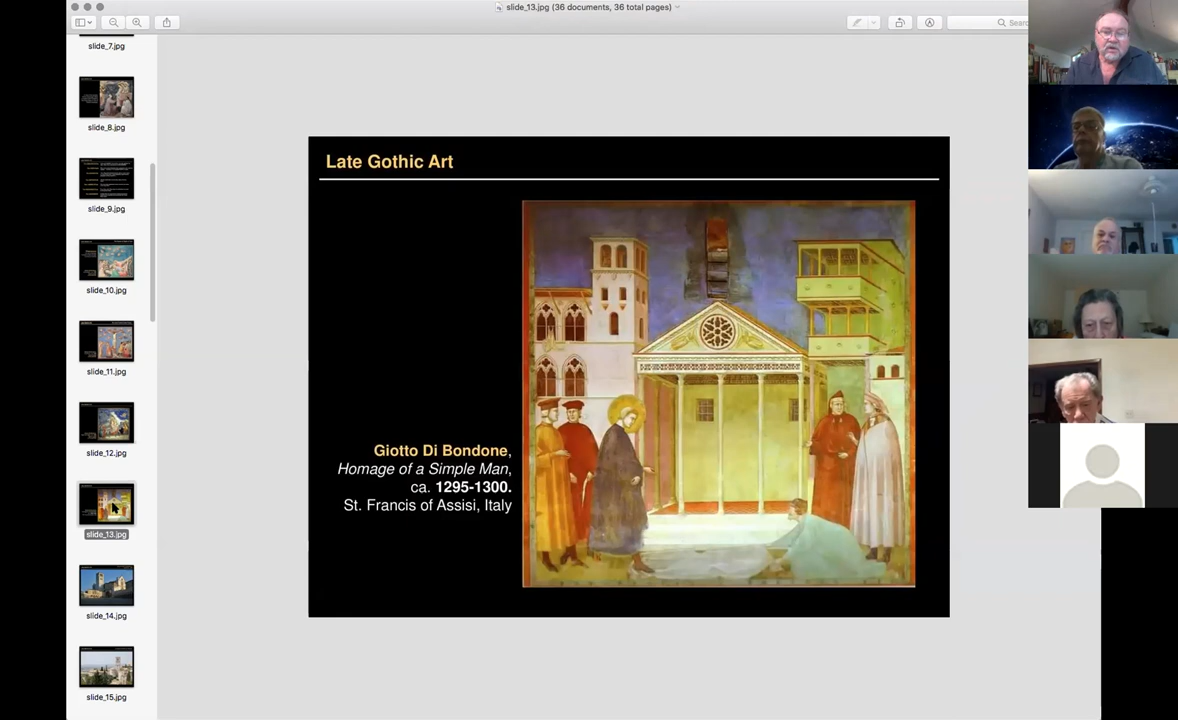 slide_13.jpg (36 documents, 36 total pages)
Sear
slide_7.jpg
slide_8.jpg
slide_9.jpg
slide_10.jpg
slide_11.jpg
slide_12.jpg
slide_13.jpg
slide_14.jpg
slide_15.jpg
Late Gothic Art
Giotto Di Bondone,
Homage of a Simple Man,
ca. 1295-1300.
St. Francis of Assisi, Italy